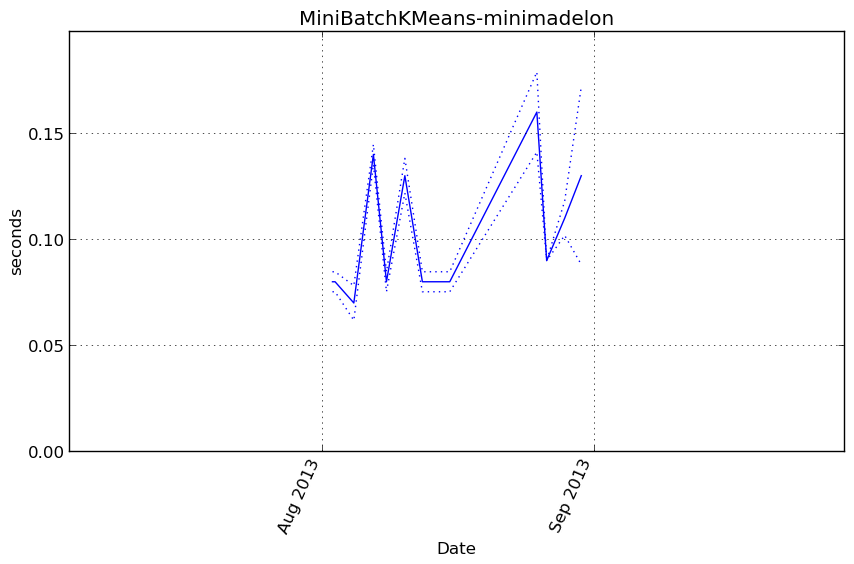 MiniBatchKMeans-minimadelon
seconds
0.15
0.10
0.05
0.00
Aug 2013
Sep 2013
Date